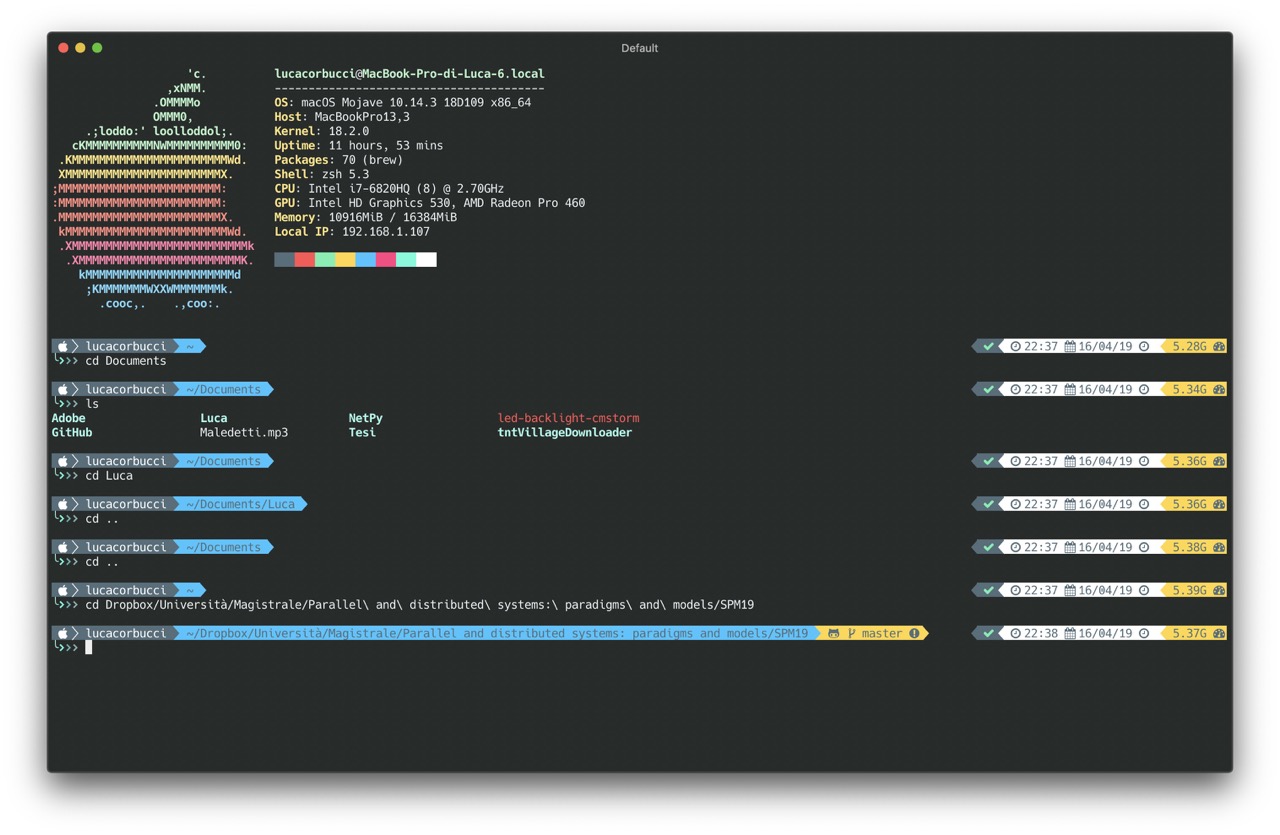 Default
'c.
,xNMM.
.OMMMMo
OMMM0,
.;loddo:' loolloddol;.
cKMMMMMMMMMMNWMMMMMMMMMM0:
.KMMMMMMMMMMMMMMMMMMMMMMMWd.
XMMMMMMMMMMMMMMMMMMMMMMMX.
;MMMMMMMMMMMMMMMMMMMMMMMM:
:MMMMMMMMMMMMMMMMMMMMMMMM:
.MMMMMMMMMMMMMMMMMMMMMMMMX.
kMMMMMMMMMMMMMMMMMMMMMMMMWd.
.XMMMMMMMMMMMMMMMMMMMMMMMMMMk
.XMMMMMMMMMMMMMMMMMMMMMMMMK.
kMMMMMMMMMMMMMMMMMMMMMMd
;KMMMMMMMWXXWMMMMMMMk.
.cooc,. .,coo:.
lucacorbucci@MacBook-Pro-di-Luca-6.local
----------------------------------------
OS: macOS Mojave 10.14.3 18D109 x86_64
Host: MacBookPro13,3
Kernel: 18.2.0
Uptime: 11 hours, 53 mins
Packages: 70 (brew)
Shell: zsh 5.3
CPU: Intel i7-6820HQ (8) @ 2.70GHz
GPU: Intel HD Graphics 530, AMD Radeon Pro 460
Memory: 10916MiB / 16384MiB
Local IP: 192.168.1.107
lucacorbucci ~ 22:37 16/04/19 5.28G
cd Documents
lucacorbucci ~/Documents 22:37 16/04/19 5.34G
ls
Adobe Luca NetPy led-backlight-cmstorm
GitHub Maledetti.mp3 Tesi tntVillageDownloader
lucacorbucci ~/Documents 22:37 16/04/19 5.36G
cd Luca
lucacorbucci ~/Documents/Luca 22:37 16/04/19 5.36G
cd ..
lucacorbucci ~/Documents 22:37 16/04/19 5.38G
cd ..
lucacorbucci ~ 22:37 16/04/19 5.39G
cd Dropbox/Università/Magistrale/Parallel\ and\ distributed\ systems:\ paradigms\ and\ models/SPM19
lucacorbucci ~/Dropbox/Università/Magistrale/Parallel and distributed systems: paradigms and models/SPM19 master 22:38 16/04/19 5.37G